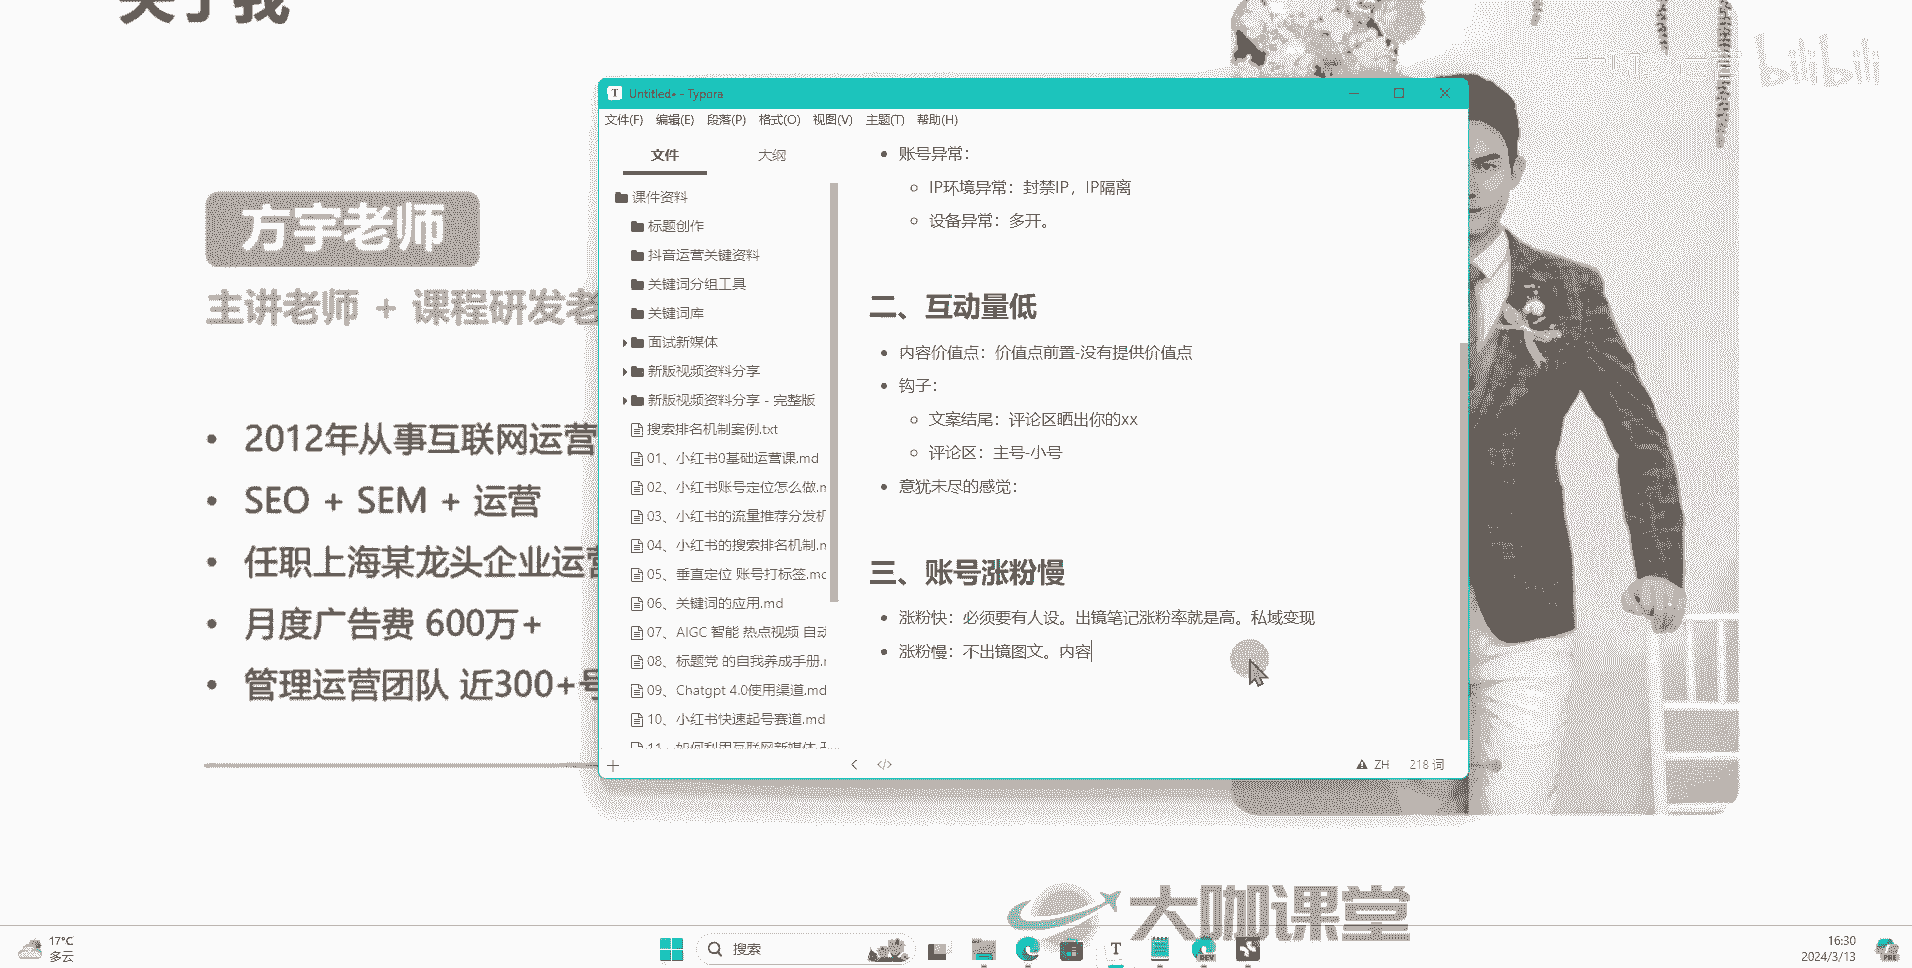 关于我
bilibili
方宇老师
主讲老师 + 课程研发老
• 2012年从事互联网运营
• SEO + SEM + 运营
• 任职上海某龙头企业运营
• 月度广告费 600万+
• 管理运营团队 近300+号
Untitled• - Typora
文件(F) 编辑(E) 段落(P) 格式(O) 视图(V) 主题(T) 帮助(H)
文件 大纲
课件资料
标题创作
抖音运营关键资料
关键词分组工具
关键词库
面试新媒体
新版视频资料分享
新版视频资料分享 - 完整版
搜索排名机制案例.txt
01、小红书0基础运营课.md
02、小红书账号定位怎么做.m
03、小红书的流量推荐分发机
04、小红书的搜索排名机制.m
05、垂直定位 账号打标签.md
06、关键词的应用.md
07、AIGC 智能 热点视频 自动
08、标题党 的自我养成手册.m
09、Chatgpt 4.0使用渠道.md
10、小红书快速起号赛道.md
11、如何利用互联网新媒体
• 账号异常：
◦ IP环境异常：封禁IP，IP隔离
◦ 设备异常：多开。
二、互动量低
• 内容价值点：价值点前置-没有提供价值点
• 钩子：
◦ 文案结尾：评论区晒出你的xx
◦ 评论区：主号-小号
• 意犹未尽的感觉：
三、账号涨粉慢
• 涨粉快：必须要有人设。出镜笔记涨粉率就是高。私域变现
• 涨粉慢：不出镜图文。内容
ZH 218 词
大咖课堂
17°C
多云
搜索
16:30
2024/3/13